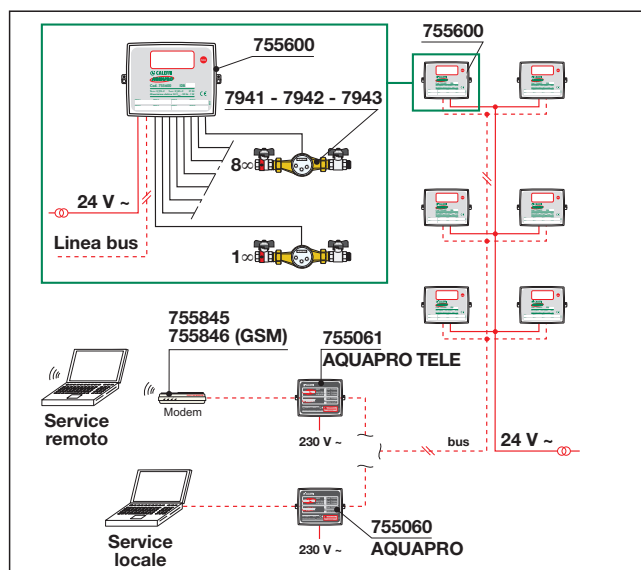 755600
755600
CALEFFI
7941 - 7942 - 7943
8∞
24 V ~
Linea bus
1∞
755845
755846 (GSM)
755061
AQUAPRO TELE
Modem
Service
remoto
230 V ~
bus
24 V ~
755060
AQUAPRO
Service
locale
230 V ~